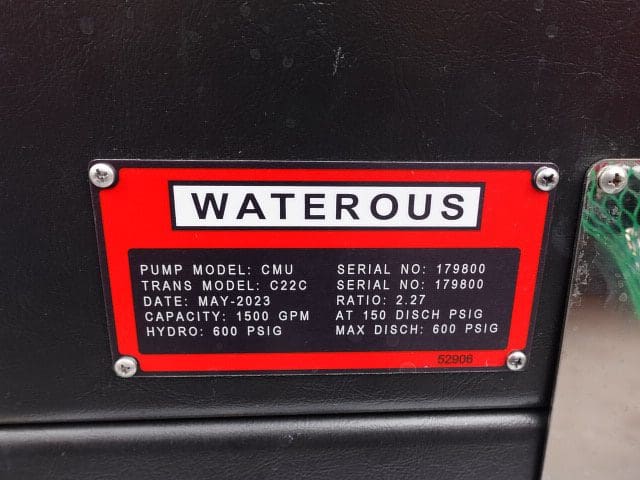 WATEROUS
PUMP MODEL: CMU SERIAL NO: 179800
TRANS MODEL: C22C SERIAL NO: 179800
DATE: MAY-2023 RATIO: 2.27
CAPACITY: 1500 GPM AT 150 DISCH PSIG
HYDRO: 600 PSIG MAX DISCH: 600 PSIG
52906